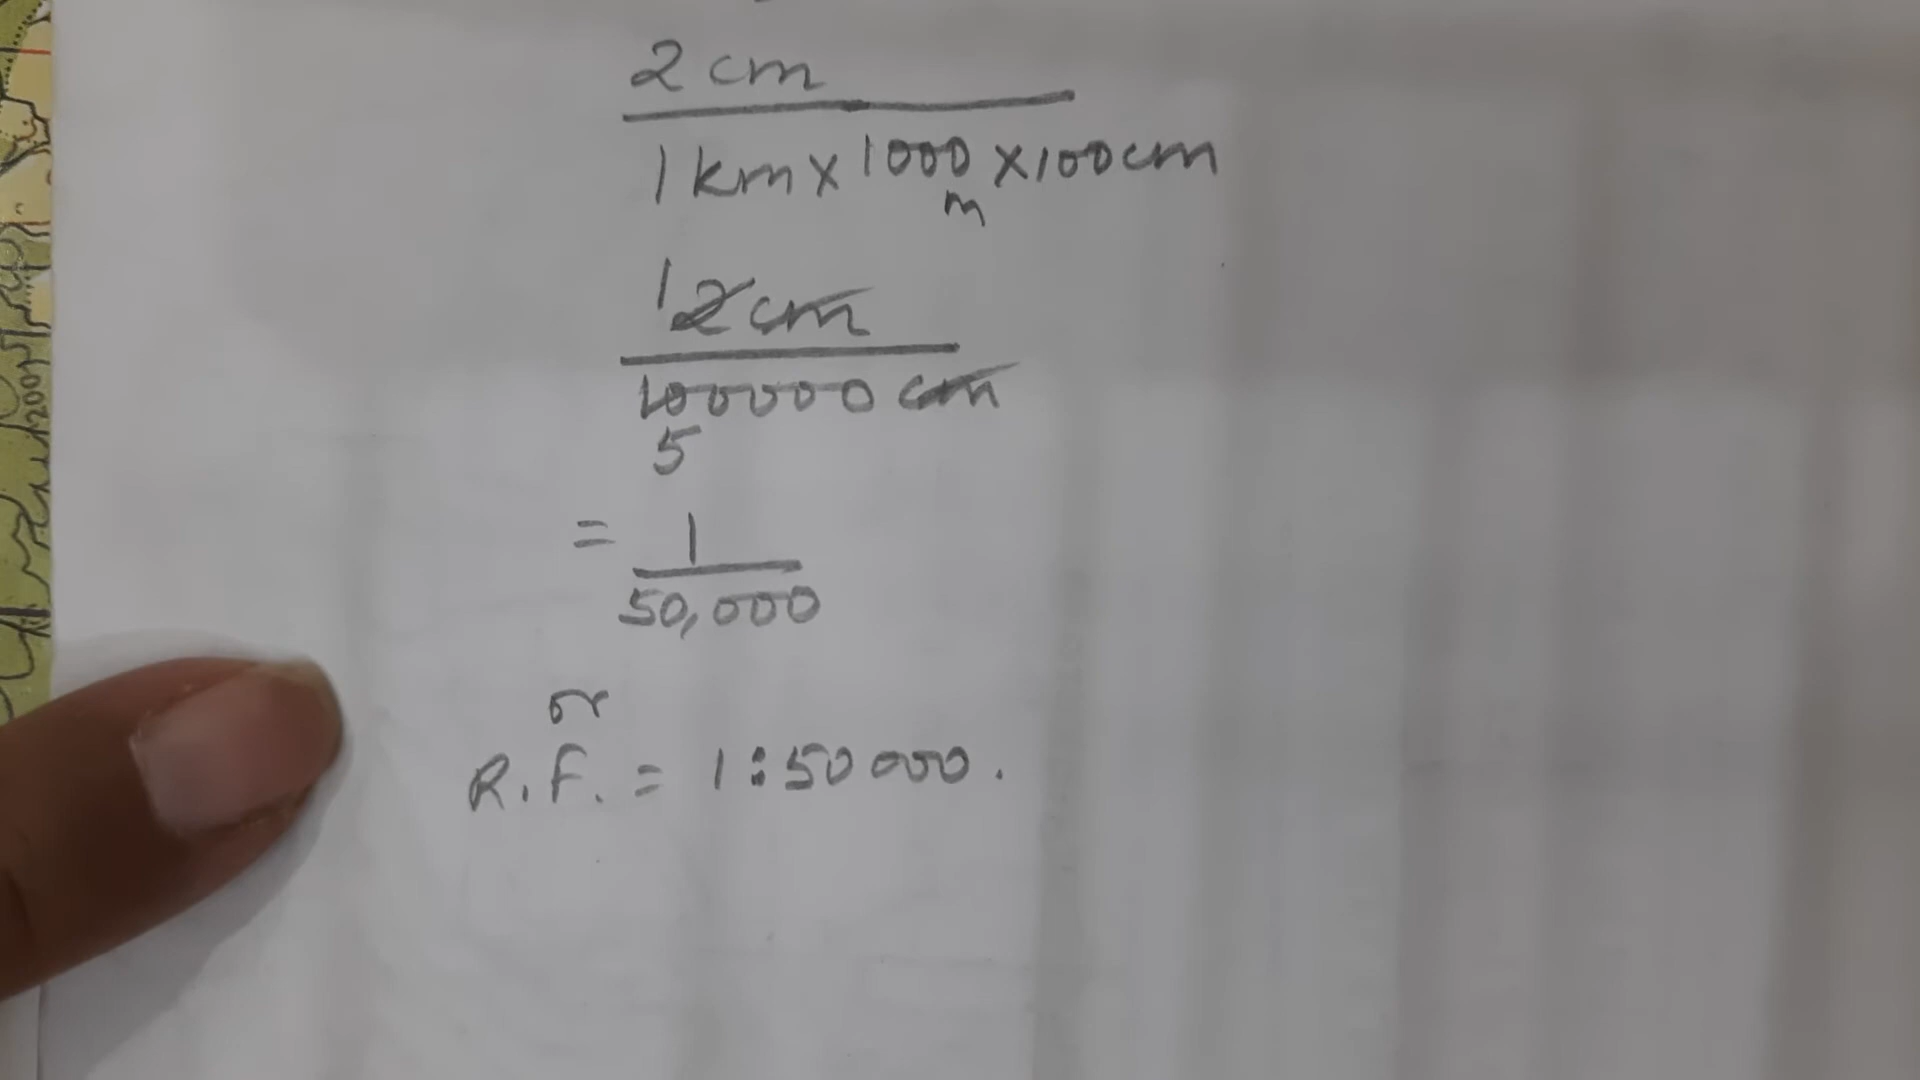 2 cm
1 km x 1000 m x 100 cm
1 2 cm
100000 cm
5
= 1
50,000
or
R.F. = 1:50000.
2001